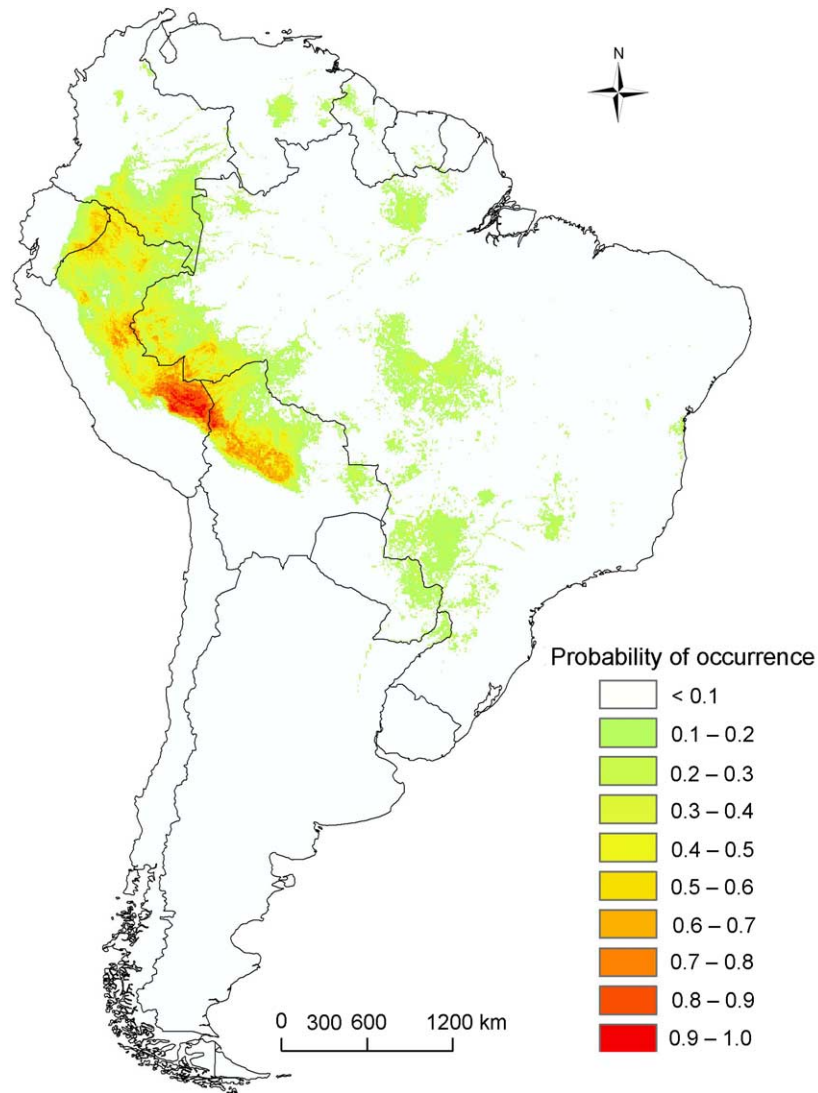 N
Probability of occurrence
< 0.1
0.1 – 0.2
0.2 – 0.3
0.3 – 0.4
0.4 – 0.5
0.5 – 0.6
0.6 – 0.7
0.7 – 0.8
0.8 – 0.9
0.9 – 1.0
0 300 600 1200 km